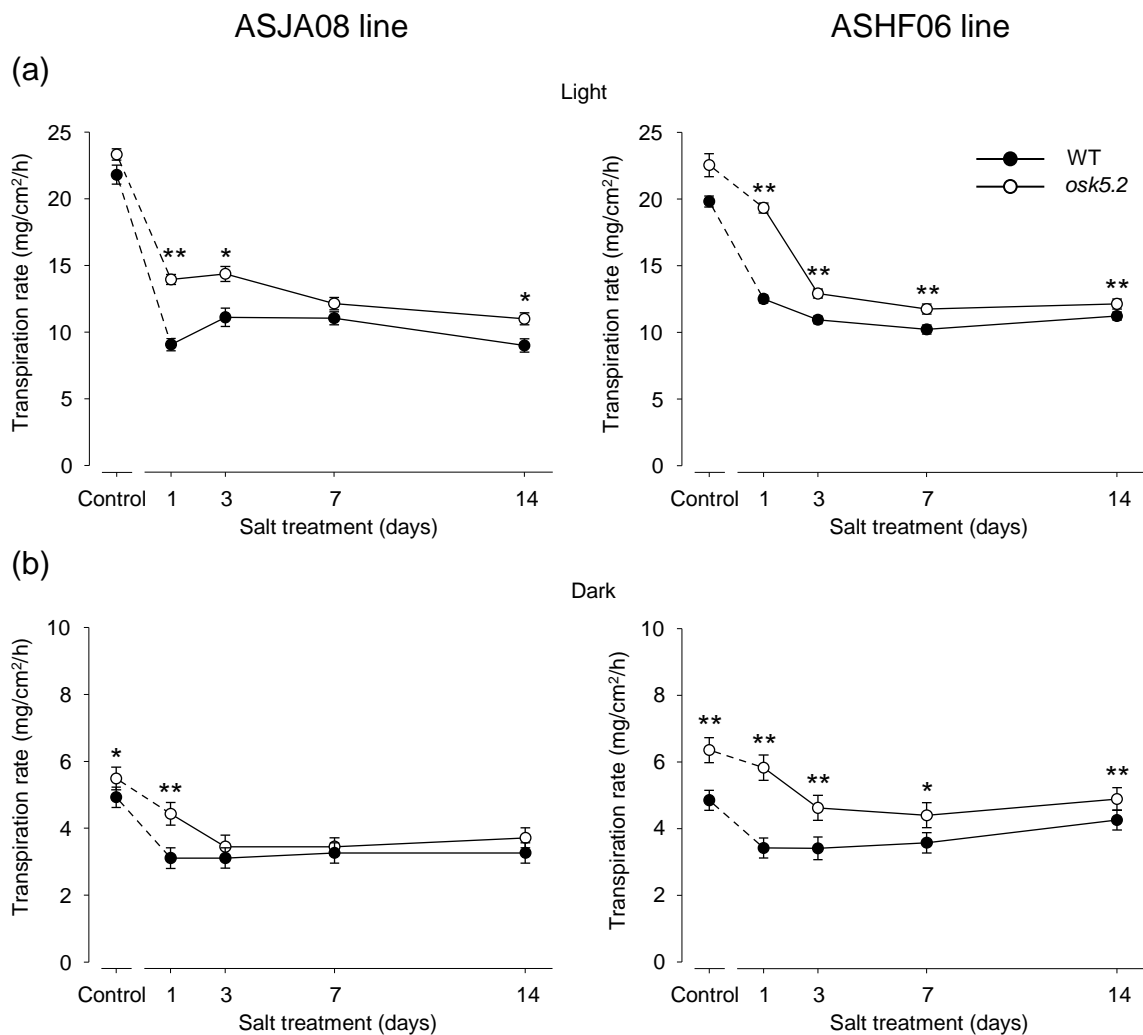 ASJA08 line
ASHF06 line
(a)
Light
Transpiration rate (mg/cm²/h)
25
20
15
10
5
0
** * *
Control 1 3 7 14
Salt treatment (days)
Transpiration rate (mg/cm²/h)
25
20
15
10
5
0
** ** ** **
WT
osk5.2
Control 1 3 7 14
Salt treatment (days)
(b)
Dark
Transpiration rate (mg/cm²/h)
10
8
6
4
2
0
* **
Control 1 3 7 14
Salt treatment (days)
Transpiration rate (mg/cm²/h)
10
8
6
4
2
0
** ** ** * **
Control 1 3 7 14
Salt treatment (days)